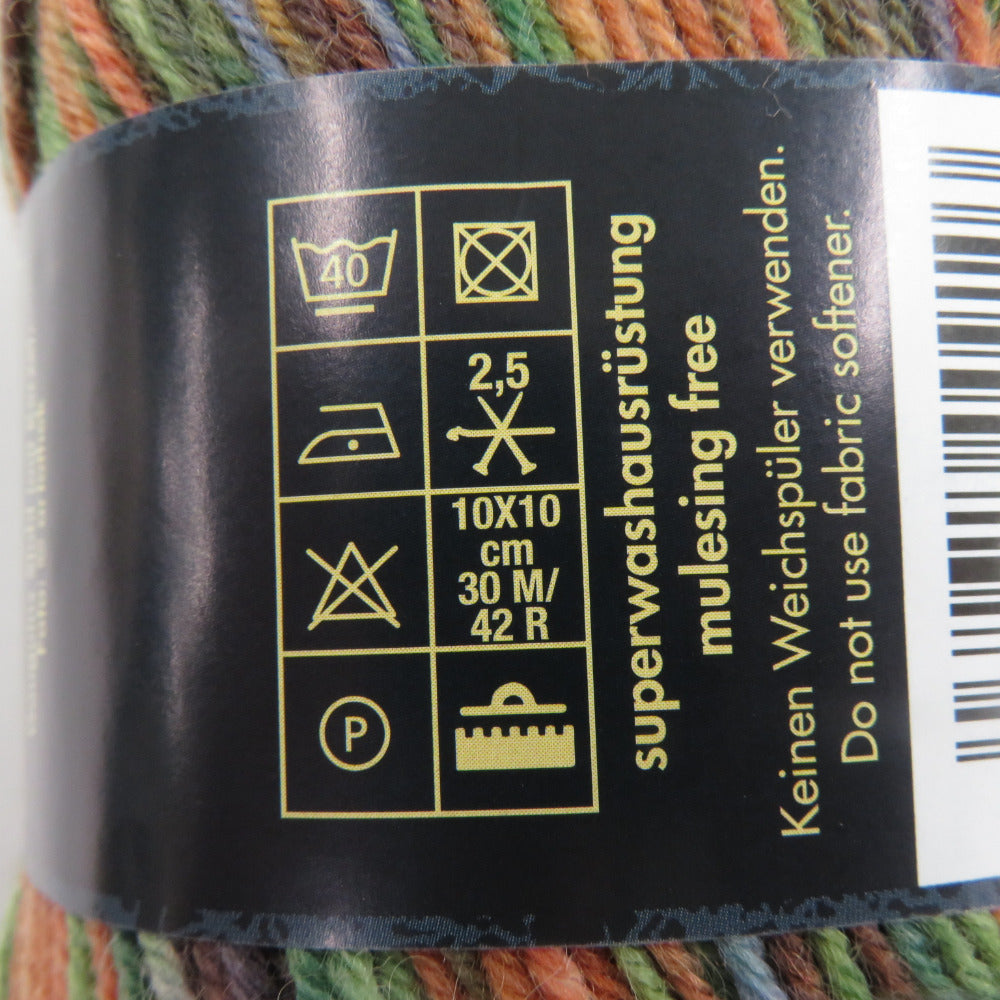 40
2,5
10X10
cm
30 M/
42 R
P
superwashausrüstung
mulesing free
Keinen Weichspüler verwenden.
Do not use fabric softener.